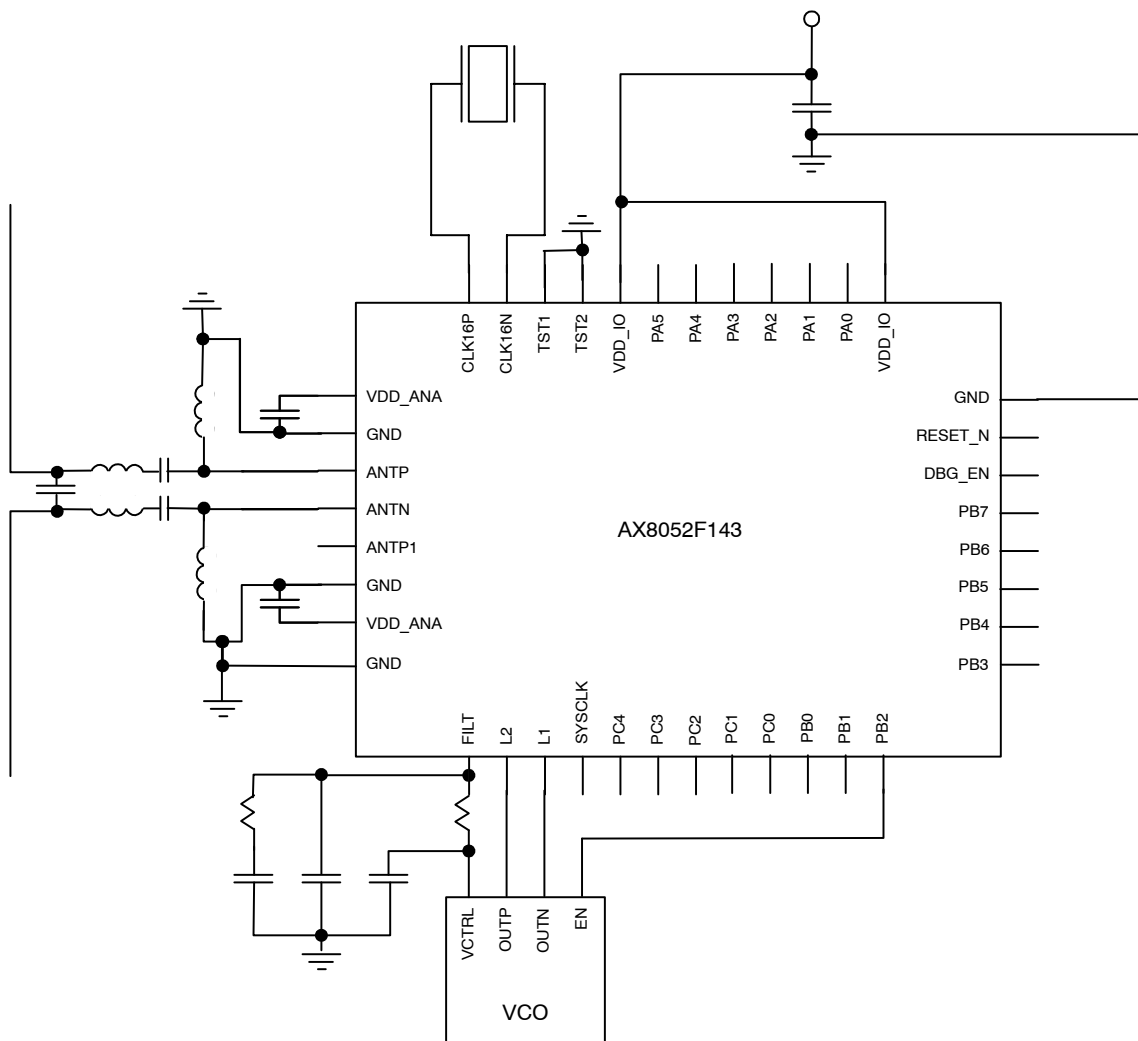 CLK16P
CLK16N
TST1
TST2
VDD_IO
PA5
PA4
PA3
PA2
PA1
PA0
VDD_IO
VDD_ANA
GND
ANTP
ANTN
ANTP1
GND
VDD_ANA
GND
AX8052F143
GND
RESET_N
DBG_EN
PB7
PB6
PB5
PB4
PB3
FILT
L2
L1
SYSCLK
PC4
PC3
PC2
PC1
PC0
PB0
PB1
PB2
VCTRL
OUTP
OUTN
EN
VCO